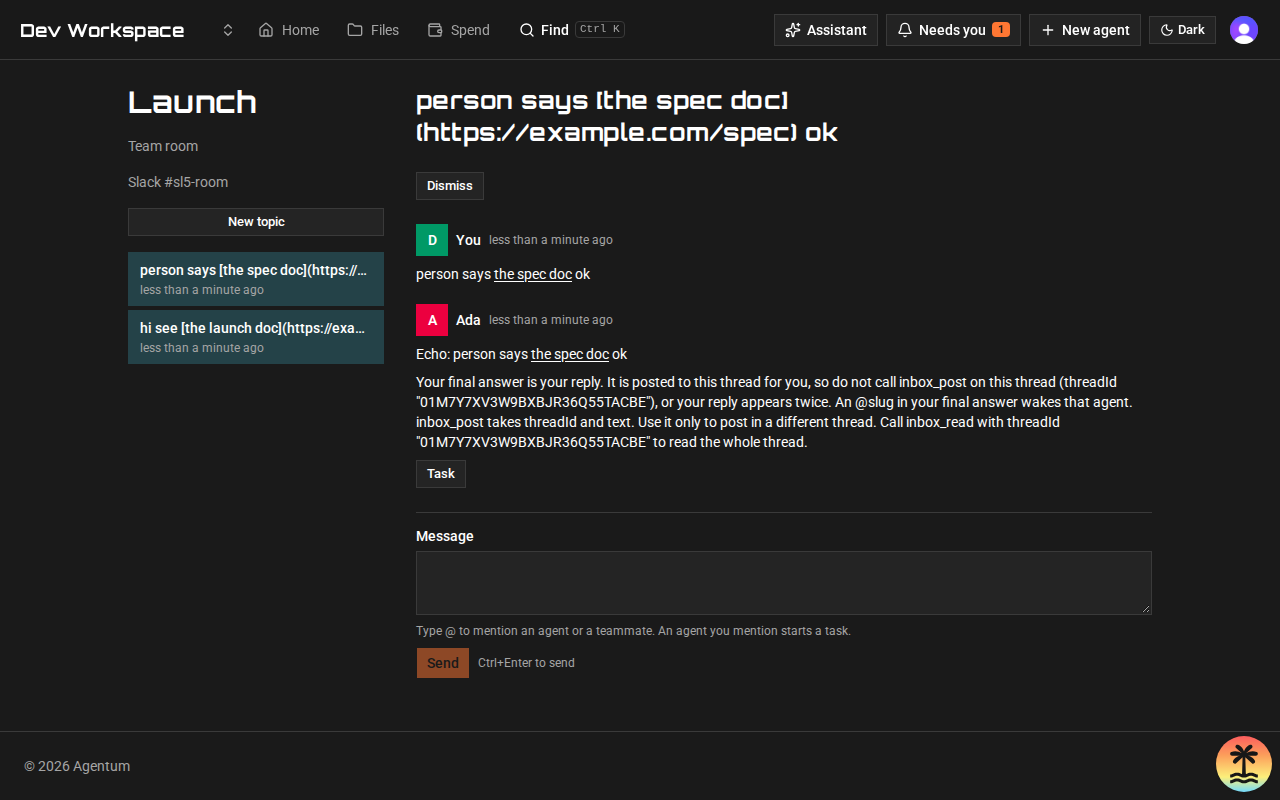 Dev Workspace
Home
Files
Spend
Find Ctrl K
Assistant
Needs you 1
New agent
Dark
Launch
Team room
Slack #sl5-room
New topic
person says [the spec doc](https://...
less than a minute ago
hi see [the launch doc](https://exa...
less than a minute ago
person says [the spec doc]
(https://example.com/spec) ok
Dismiss
D You less than a minute ago
person says the spec doc ok
A Ada less than a minute ago
Echo: person says the spec doc ok
Your final answer is your reply. It is posted to this thread for you, so do not call inbox_post on this thread (threadId
"01M7Y7XV3W9BXBJR36Q55TACBE"), or your reply appears twice. An @slug in your final answer wakes that agent.
inbox_post takes threadId and text. Use it only to post in a different thread. Call inbox_read with threadId
"01M7Y7XV3W9BXBJR36Q55TACBE" to read the whole thread.
Task
Message
Type @ to mention an agent or a teammate. An agent you mention starts a task.
Send Ctrl+Enter to send
© 2026 Agentum